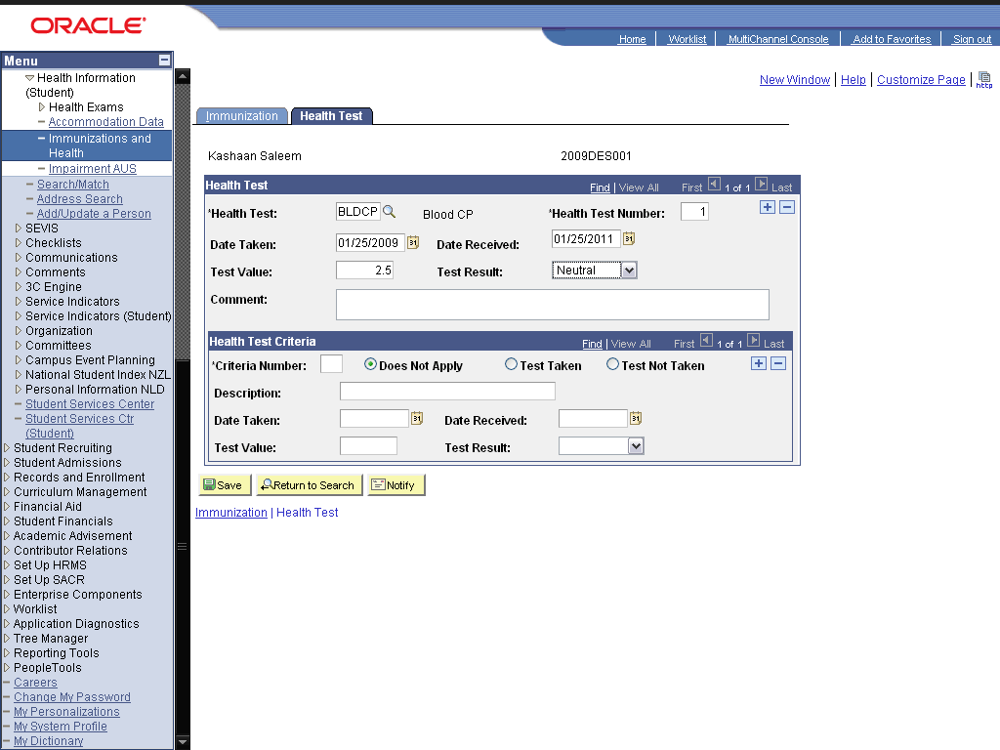 ORACLE®
Home Worklist MultiChannel Console Add to Favorites Sign out
Menu
Health Information (Student)
Health Exams
Accommodation Data
Immunizations and Health
Impairment AUS
Search/Match
Address Search
Add/Update a Person
SEVIS
Checklists
Communications
Comments
3C Engine
Service Indicators
Service Indicators (Student)
Organization
Committees
Campus Event Planning
National Student Index NZL
Personal Information NLD
Student Services Center
Student Services Ctr (Student)
Student Recruiting
Student Admissions
Records and Enrollment
Curriculum Management
Financial Aid
Student Financials
Academic Advisement
Contributor Relations
Set Up HRMS
Set Up SACR
Enterprise Components
Worklist
Application Diagnostics
Tree Manager
Reporting Tools
PeopleTools
Careers
Change My Password
My Personalizations
My System Profile
My Dictionary
New Window | Help | Customize Page | http
Immunization Health Test
Kashaan Saleem 2009DES001
Health Test Find | View All First 1 of 1 Last
*Health Test: BLDCP Blood CP *Health Test Number: 1
Date Taken: 01/25/2009 31 Date Received: 01/25/2011 31
Test Value: 2.5 Test Result: Neutral
Comment:
Health Test Criteria Find | View All First 1 of 1 Last
*Criteria Number: Does Not Apply Test Taken Test Not Taken
Description:
Date Taken: 31 Date Received: 31
Test Value: Test Result:
Save Return to Search Notify
Immunization | Health Test